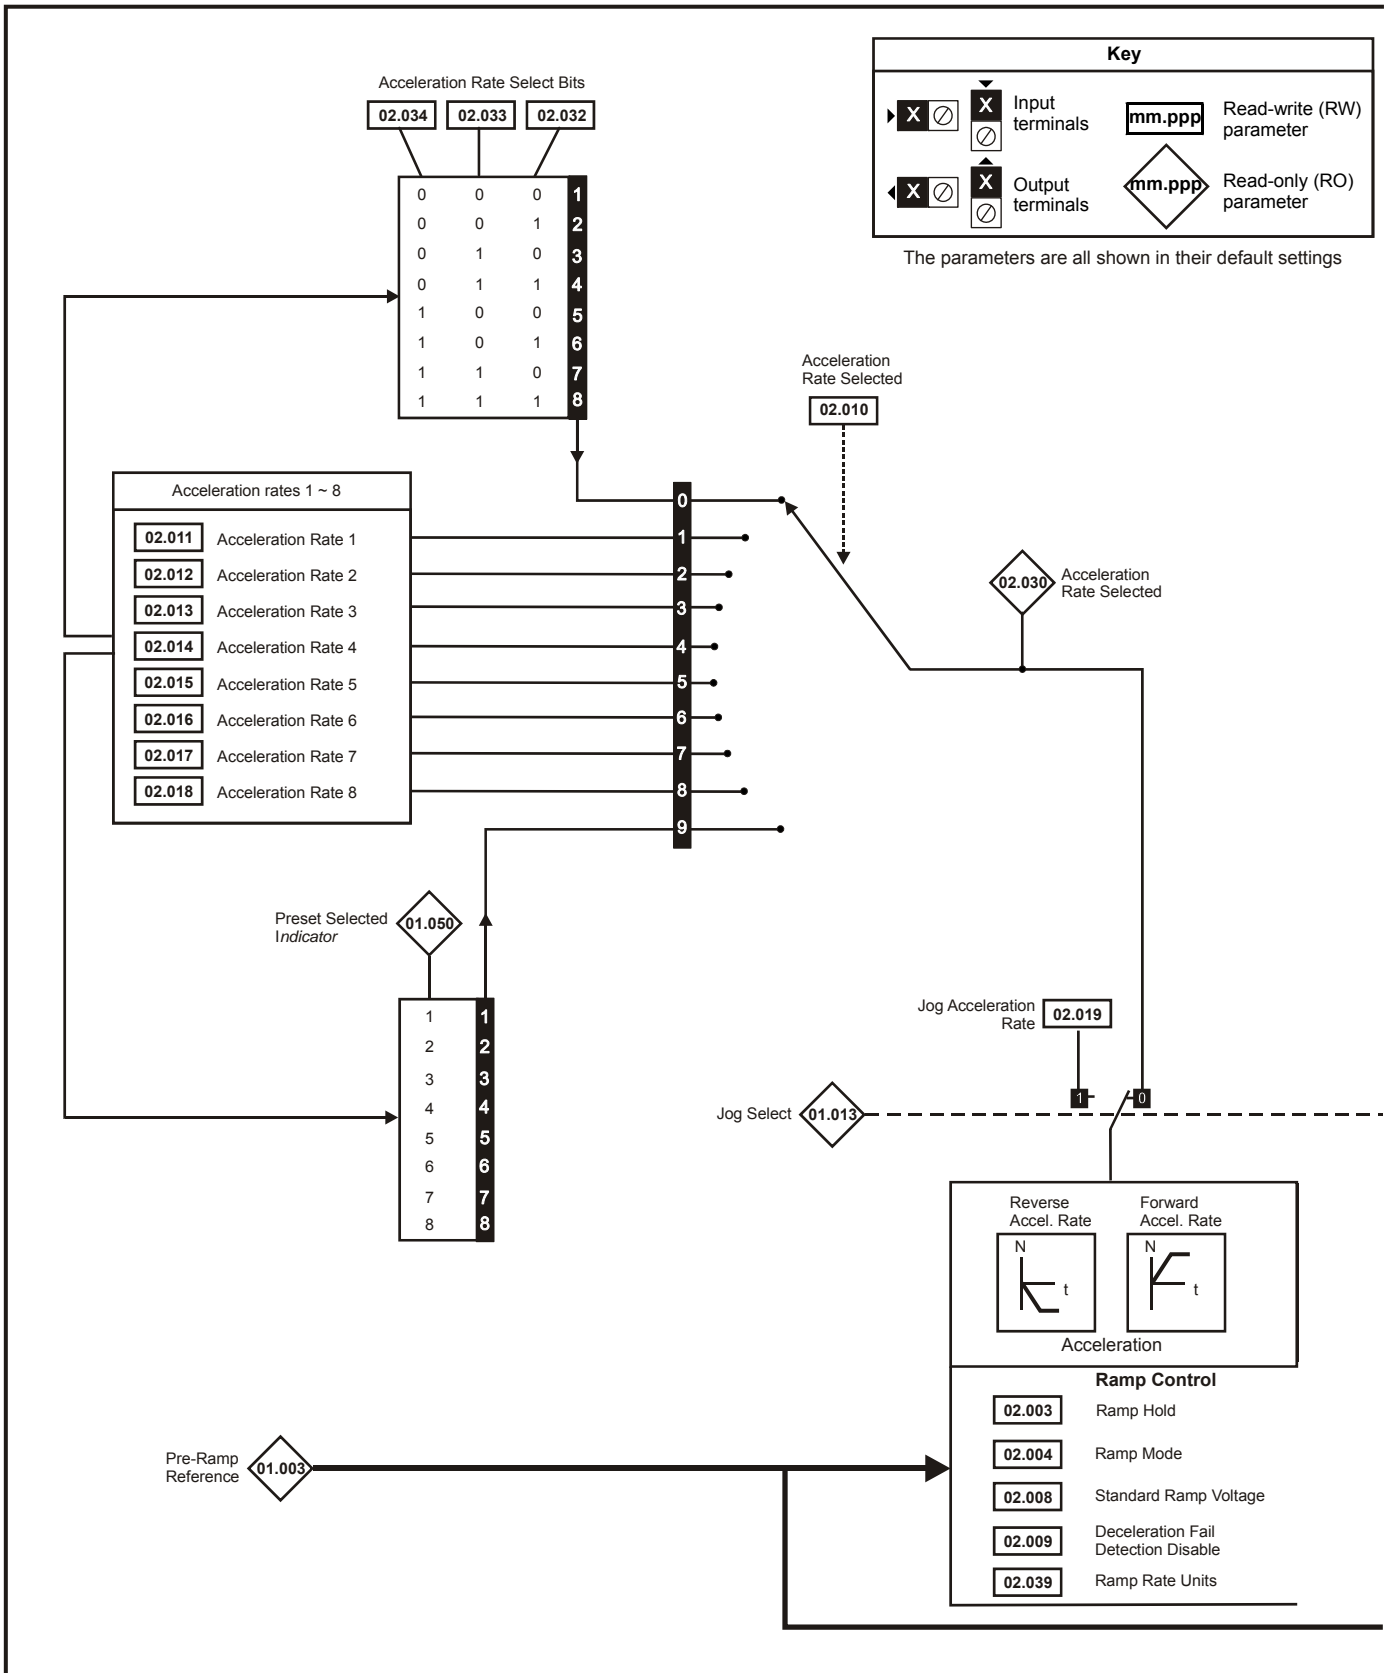 Key
X
X
Input
terminals
mm.ppp
Read-write (RW)
parameter
X
X
Output
terminals
mm.ppp
Read-only (RO)
parameter
The parameters are all shown in their default settings
Acceleration Rate Select Bits
02.034 02.033 02.032
0 0 0 1
0 0 1 2
0 1 0 3
0 1 1 4
1 0 0 5
1 0 1 6
1 1 0 7
1 1 1 8
Acceleration
Rate Selected
02.010
Acceleration rates 1 ~ 8
02.011 Acceleration Rate 1
02.012 Acceleration Rate 2
02.013 Acceleration Rate 3
02.014 Acceleration Rate 4
02.015 Acceleration Rate 5
02.016 Acceleration Rate 6
02.017 Acceleration Rate 7
02.018 Acceleration Rate 8
0
1
2
3
4
5
6
7
8
9
02.030
Acceleration
Rate Selected
Preset Selected
Indicator
01.050
1 1
2 2
3 3
4 4
5 5
6 6
7 7
8 8
Jog Acceleration
Rate
02.019
1 0
Jog Select 01.013
Reverse
Accel. Rate
Forward
Accel. Rate
N
t
N
t
Acceleration
Ramp Control
02.003 Ramp Hold
02.004 Ramp Mode
02.008 Standard Ramp Voltage
02.009 Deceleration Fail
Detection Disable
02.039 Ramp Rate Units
Pre-Ramp
Reference
01.003